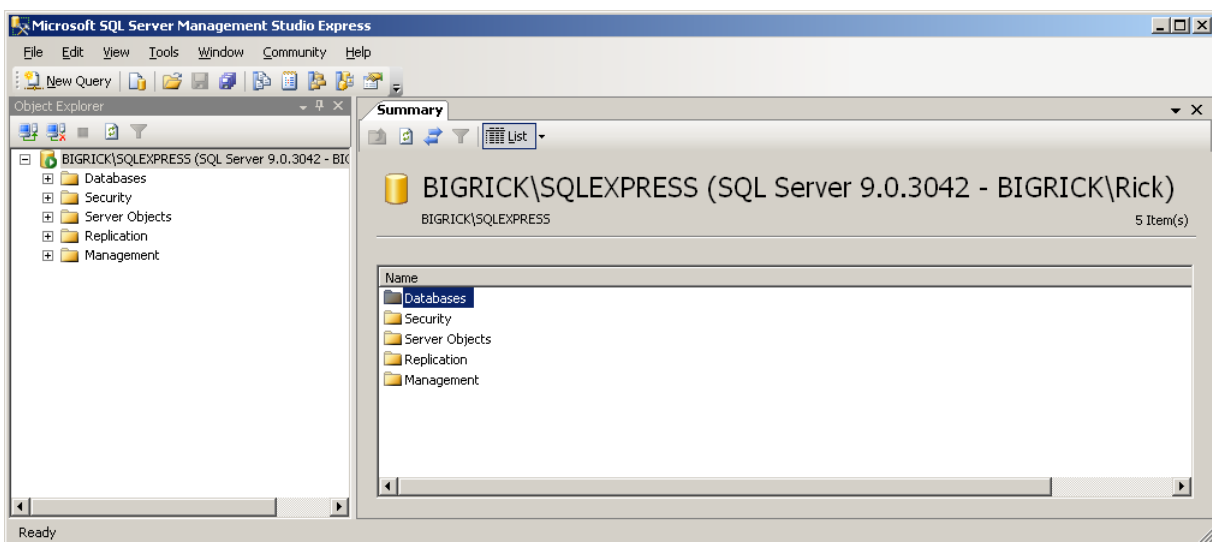 Microsoft SQL Server Management Studio Express
File Edit View Tools Window Community Help
New Query
Object Explorer
BIGRICK\SQLEXPRESS (SQL Server 9.0.3042 - BI
Databases
Security
Server Objects
Replication
Management
Summary
List
BIGRICK\SQLEXPRESS (SQL Server 9.0.3042 - BIGRICK\Rick)
BIGRICK\SQLEXPRESS 5 Item(s)
Name
Databases
Security
Server Objects
Replication
Management
Ready